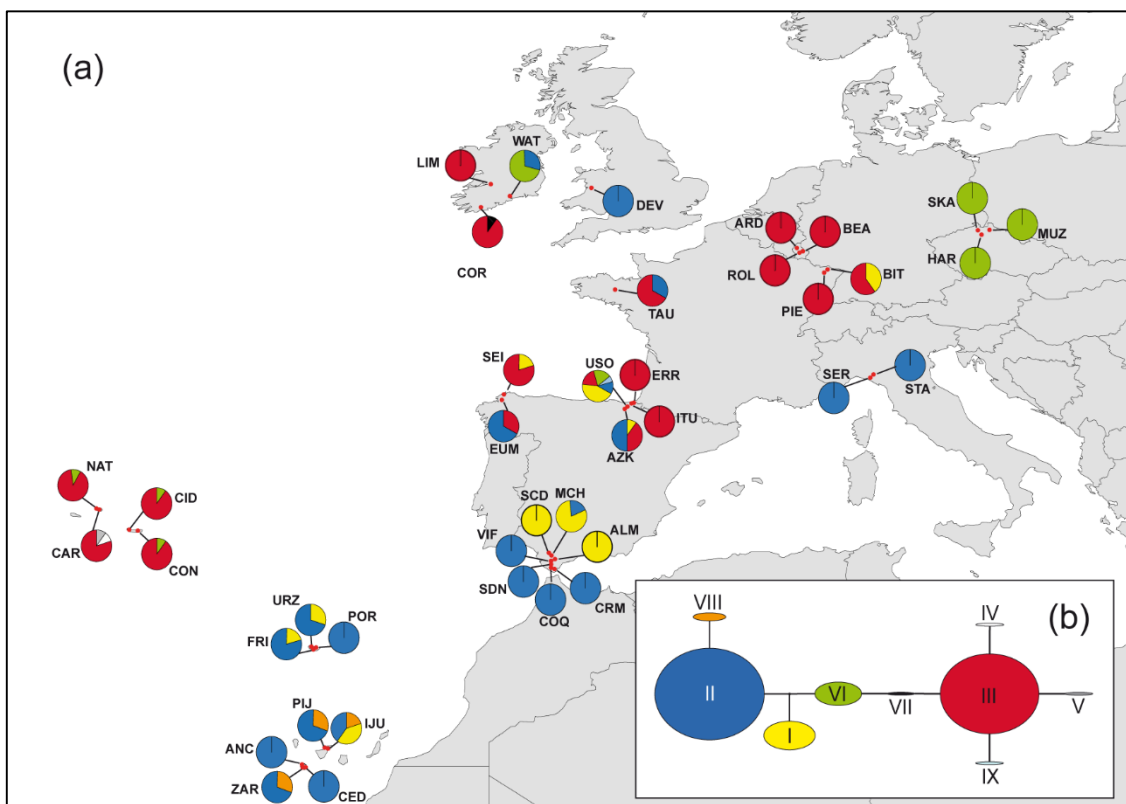 (a)
WAT
LIM
DEV
COR
SKA
MUZ
HAR
ARD
BEA
ROL
BIT
PIE
TAU
SEI
USO
ERR
SER
STA
ITU
EUM
AZK
NAT
CID
CAR
CON
SCD
MCH
ALM
VIF
SDN
COQ
CRM
URZ
POR
FRI
PIJ
IJU
ANC
ZAR
CED
(b)
VIII
IV
II
VI
VII
III
V
I
IX